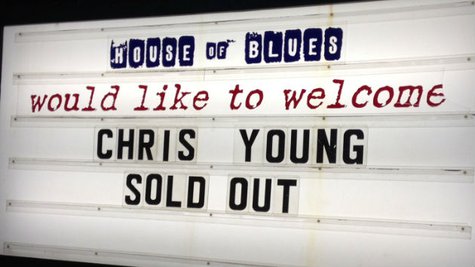 HOUSE OF BLUES
would like to welcome
CHRIS YOUNG
SOLD OUT